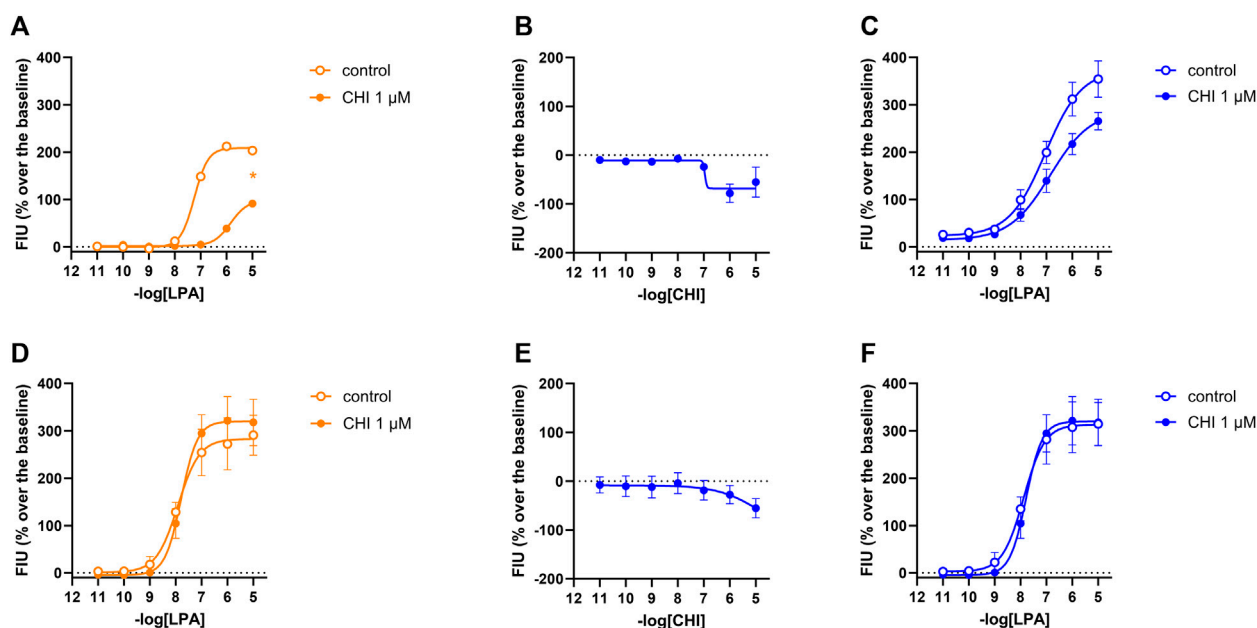 A
FIU (% over the baseline)
400
300
200
100
0
12 11 10 9 8 7 6 5
-log[LPA]
control
CHI 1 µM
*
B
FIU (% over the baseline)
200
100
0
-100
-200
12 11 10 9 8 7 6 5
-log[CHI]
C
FIU (% over the baseline)
400
300
200
100
0
12 11 10 9 8 7 6 5
-log[LPA]
control
CHI 1 µM
D
FIU (% over the baseline)
400
300
200
100
0
12 11 10 9 8 7 6 5
-log[LPA]
control
CHI 1 µM
E
FIU (% over the baseline)
200
100
0
-100
-200
12 11 10 9 8 7 6 5
-log[CHI]
F
FIU (% over the baseline)
400
300
200
100
0
12 11 10 9 8 7 6 5
-log[LPA]
control
CHI 1 µM